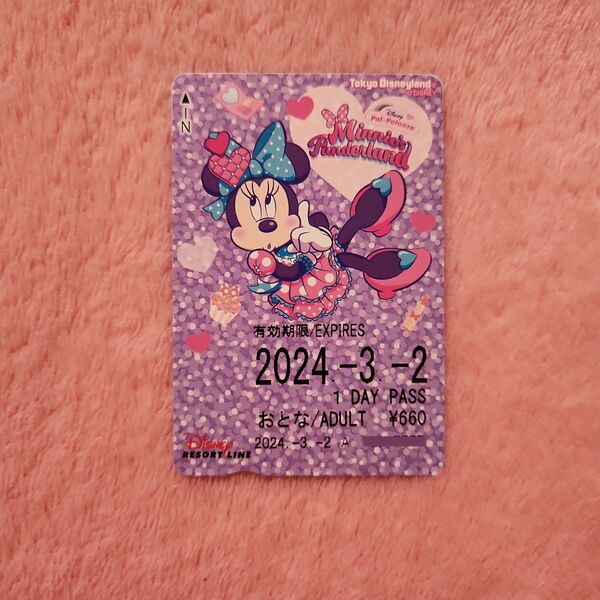 Tokyo Disneyland
© DISNEY
IN
Disney
Pal-Palooza
Minnie's
Funderland
有効期限/EXPIRES
2024-3.-2
1 DAY PASS
おとな/ADULT ¥660
2024.-3.-2 A
Disney
RESORT LINE